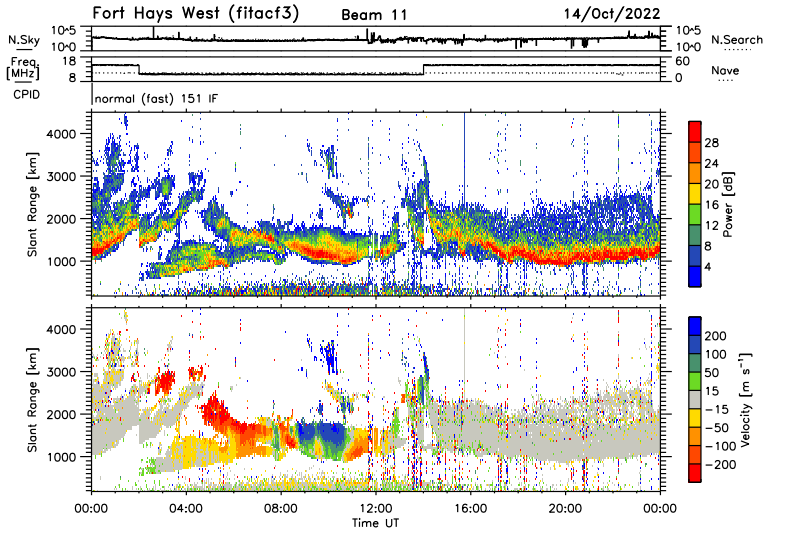 Fort Hays West (fitacf3) Beam 11 14/Oct/2022
N.Sky 10^5 10^0 10^5 10^0 N.Search
Freq. [MHz] 18 8 60 0 Nave
CPID normal (fast) 151 IF
Slant Range [km]
4000
3000
2000
1000
Power [dB]
28
24
20
16
12
8
4
Slant Range [km]
4000
3000
2000
1000
Velocity [m s⁻¹]
200
100
50
15
−15
−50
−100
−200
00:00 04:00 08:00 12:00 16:00 20:00 00:00
Time UT